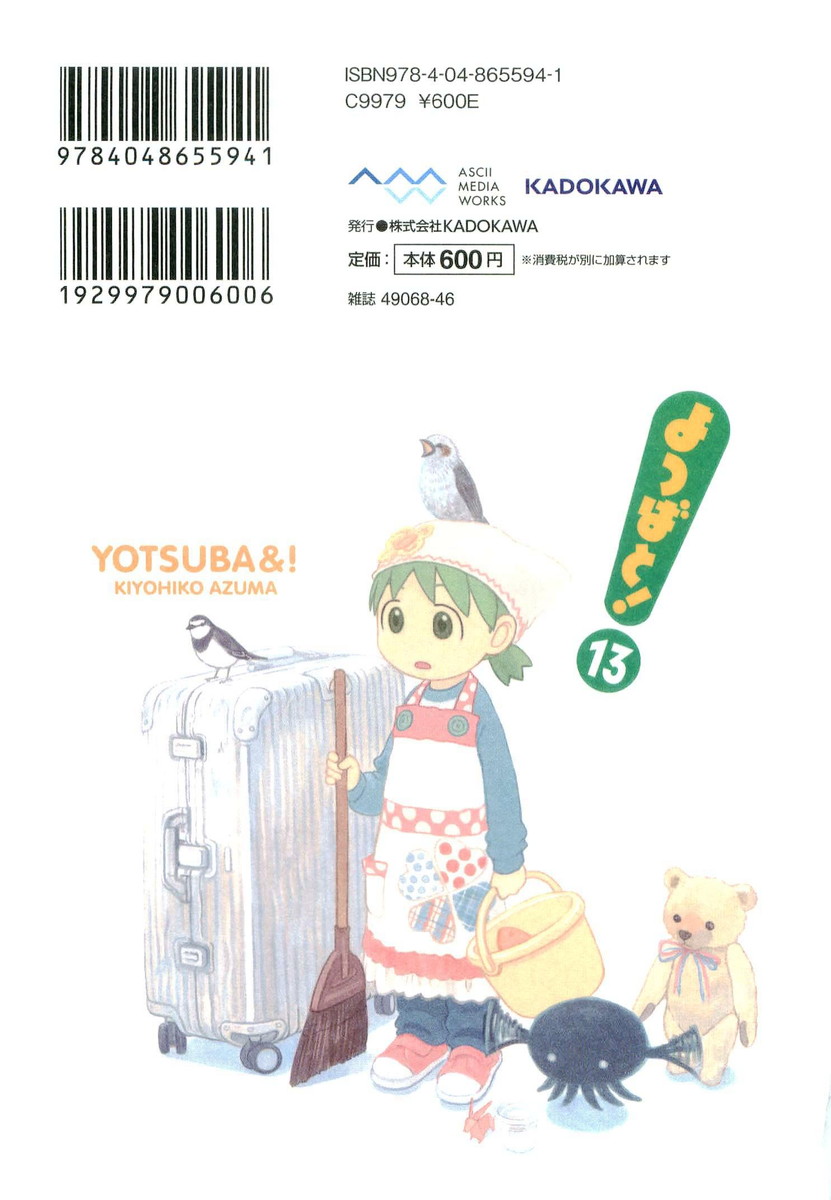 9784048655941
1929979006006
ISBN978-4-04-865594-1
C9979 ¥600E
ASCII
MEDIA
WORKS
KADOKAWA
発行●株式会社KADOKAWA
定価： 本体600円 ※消費税が別に加算されます
雑誌 49068-46
よつばと!
13
YOTSUBA&!
KIYOHIKO AZUMA